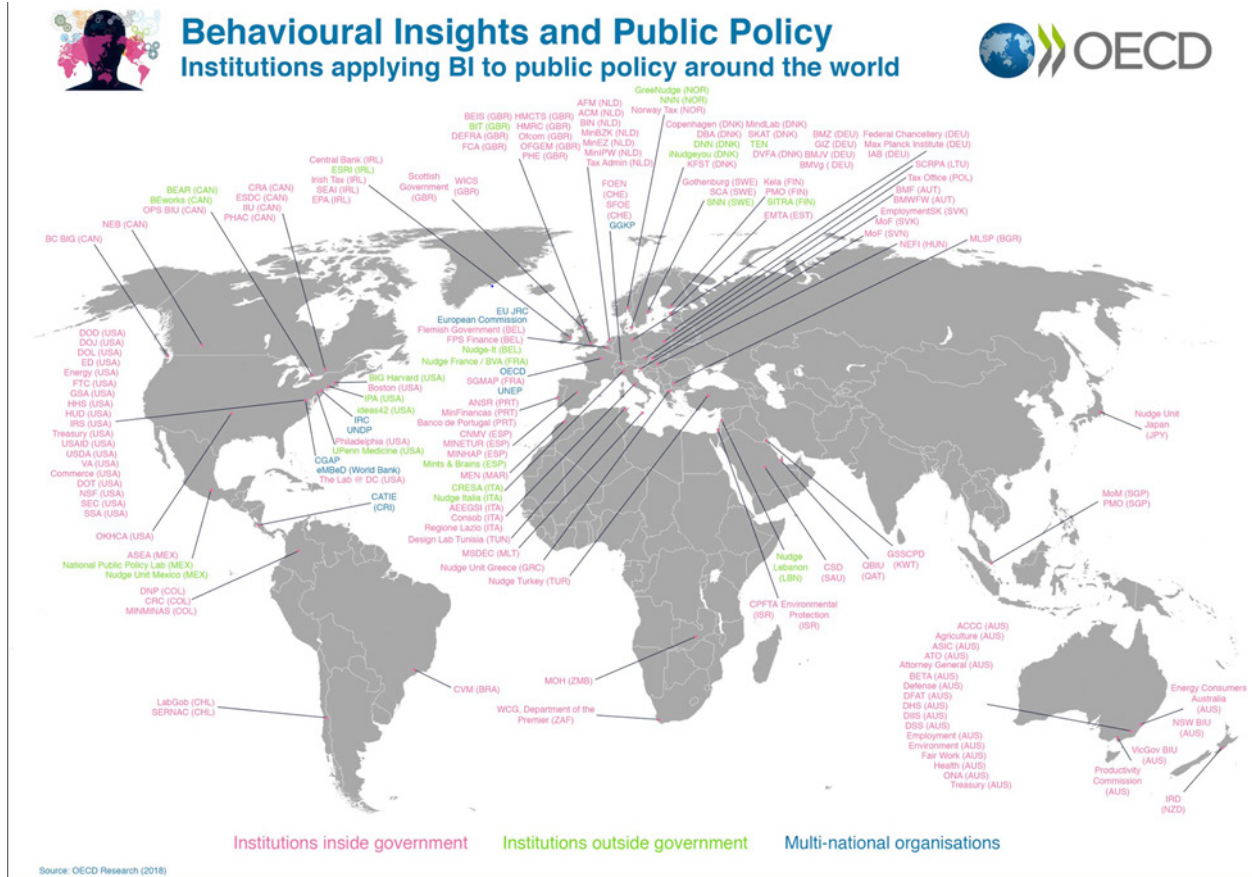 Behavioural Insights and Public Policy
Institutions applying BI to public policy around the world
OECD
GreeNudge (NOR)
NNN (NOR)
Norway Tax (NOR)
AFM (NLD)
ACM (NLD)
BIN (NLD)
MinBZK (NLD)
MinEZ (NLD)
MinIPW (NLD)
Tax Admin (NLD)
BEIS (GBR) HMCTS (GBR)
BIT (GBR) HMRC (GBR)
DEFRA (GBR) Ofcom (GBR)
FCA (GBR) OFGEM (GBR)
PHE (GBR)
Copenhagen (DNK) MindLab (DNK)
DBA (DNK) SKAT (DNK)
DNN (DNK) TEN
iNudgeyou (DNK) DVFA (DNK)
KFST (DNK)
BMZ (DEU)
GIZ (DEU)
BMJV (DEU)
BMVg ( DEU)
Federal Chancellery (DEU)
Max Planck Institute (DEU)
IAB (DEU)
SCRPA (LTU)
Tax Office (POL)
BMF (AUT)
BMWFW (AUT)
EmploymentSK (SVK)
MoF (SVK)
MoF (SVN)
NEFI (HUN)
MLSP (BGR)
Central Bank (IRL)
ESRI (IRL)
Irish Tax (IRL)
SEAI (IRL)
EPA (IRL)
Scottish
Government
(GBR)
WICS
(GBR)
FOEN
(CHE)
SFOE
(CHE)
GGKP
Gothenburg (SWE)
SCA (SWE)
SNN (SWE)
Kela (FIN)
PMO (FIN)
SITRA (FIN)
EMTA (EST)
BEAR (CAN)
BEworks (CAN)
OPS BIU (CAN)
CRA (CAN)
ESDC (CAN)
IIU (CAN)
PHAC (CAN)
NEB (CAN)
BC BIG (CAN)
DOD (USA)
DOJ (USA)
DOL (USA)
ED (USA)
Energy (USA)
FTC (USA)
GSA (USA)
HHS (USA)
HUD (USA)
IRS (USA)
Treasury (USA)
USAID (USA)
USDA (USA)
VA (USA)
Commerce (USA)
DOT (USA)
NSF (USA)
SEC (USA)
SSA (USA)
OKHCA (USA)
BIG Harvard (USA)
Boston (USA)
IPA (USA)
ideas42 (USA)
IRC
UNDP
Philadelphia (USA)
UPenn Medicine (USA)
CGAP
eMBeD (World Bank)
The Lab @ DC (USA)
CATIE
(CRI)
ASEA (MEX)
National Public Policy Lab (MEX)
Nudge Unit Mexico (MEX)
DNP (COL)
CRC (COL)
MINMINAS (COL)
LabGob (CHL)
SERNAC (CHL)
CVM (BRA)
EU JRC
European Commission
Flemish Government (BEL)
FPS Finance (BEL)
Nudge-It (BEL)
Nudge France / BVA (FRA)
OECD
SGMAP (FRA)
UNEP
ANSR (PRT)
MinFinancas (PRT)
Banco de Portugal (PRT)
CNMV (ESP)
MINETUR (ESP)
MINHAP (ESP)
Mints & Brains (ESP)
MEN (MAR)
CRESA (ITA)
Nudge Italia (ITA)
AEEGSI (ITA)
Consob (ITA)
Regione Lazio (ITA)
Design Lab Tunisia (TUN)
MSDEC (MLT)
Nudge Unit Greece (GRC)
Nudge Turkey (TUR)
Nudge
Lebanon
(LBN)
CSD
(SAU)
QBIU
(QAT)
GSSCPD
(KWT)
CPFTA
(ISR)
Environmental
Protection
(ISR)
MOH (ZMB)
WCG, Department of the
Premier (ZAF)
Nudge Unit
Japan
(JPY)
MoM (SGP)
PMO (SGP)
ACCC (AUS)
Agriculture (AUS)
ASIC (AUS)
ATO (AUS)
Attorney General (AUS)
BETA (AUS)
Defense (AUS)
DFAT (AUS)
DHS (AUS)
DIIS (AUS)
DSS (AUS)
Employment (AUS)
Environment (AUS)
Fair Work (AUS)
Health (AUS)
ONA (AUS)
Treasury (AUS)
Energy Consumers
Australia
(AUS)
NSW BIU
(AUS)
VicGov BIU
(AUS)
Productivity
Commission
(AUS)
IRD
(NZD)
Institutions inside government
Institutions outside government
Multi-national organisations
Source: OECD Research (2018)